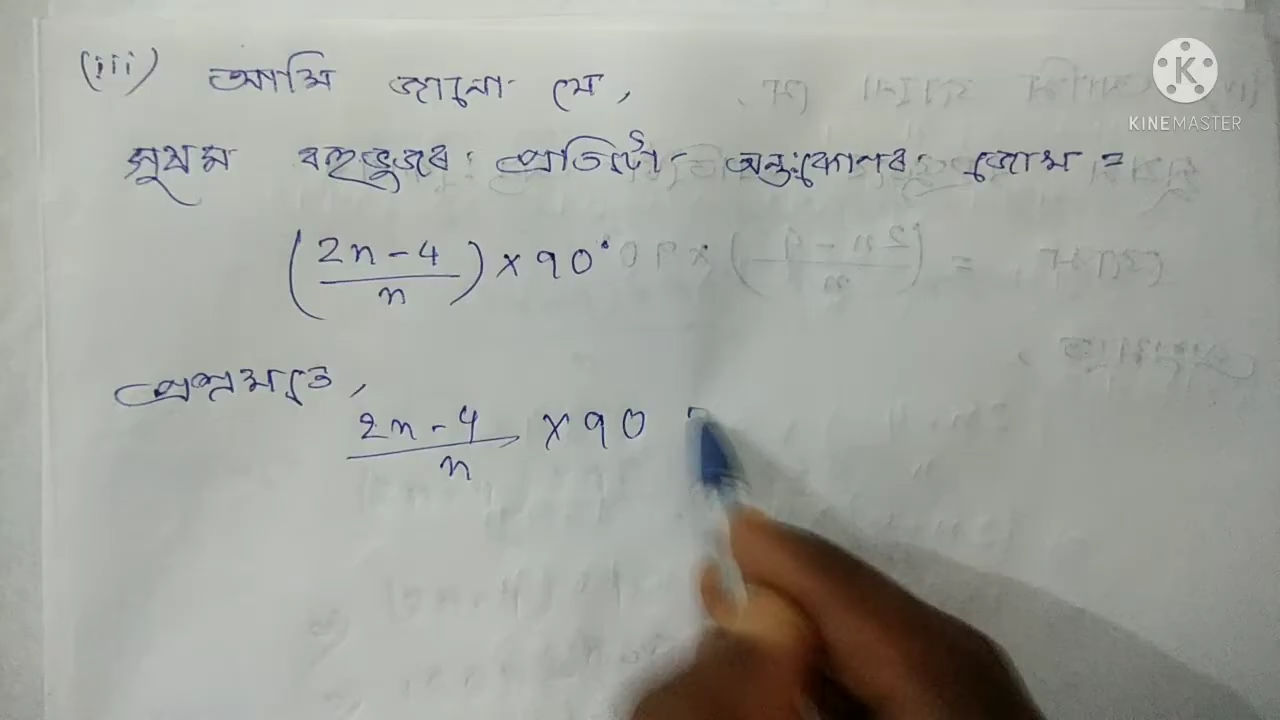 (iii) আমি জানো যে,
সুষম বহুভুজৰ প্ৰতিটো অন্তঃকোণৰ জোখ =
(2n-4/n) × 90°
প্ৰশ্নমতে,
2n-4/n × 90
KINEMASTER